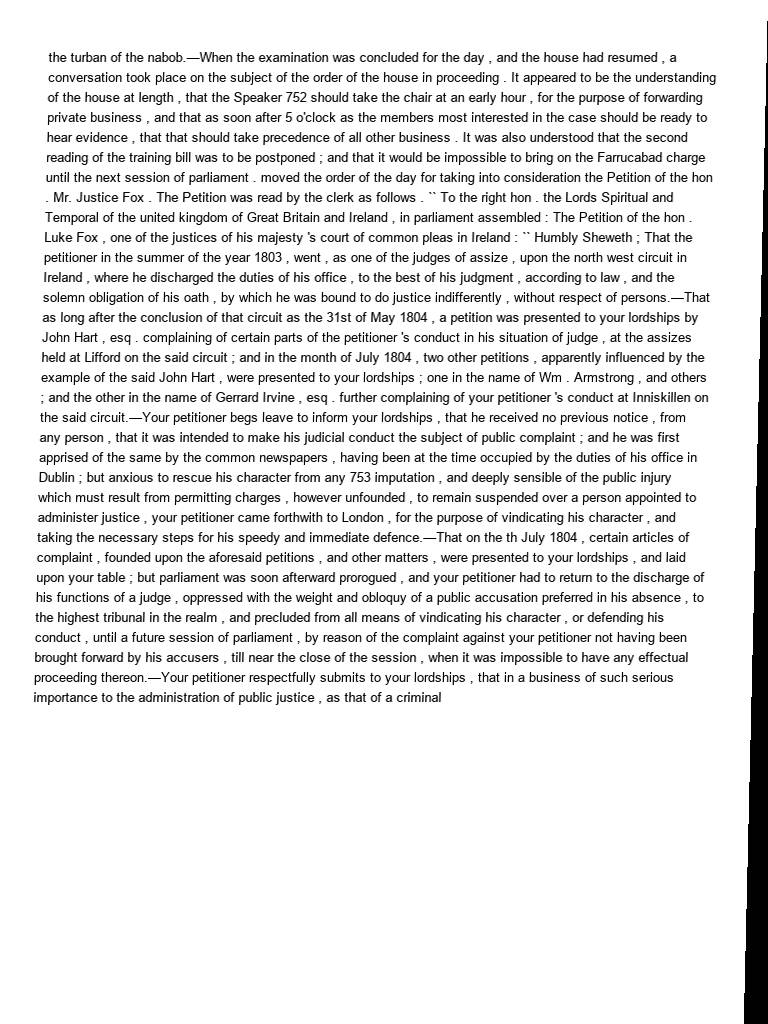 the turban of the nabob.—When the examination was concluded for the day , and the house had resumed , a
conversation took place on the subject of the order of the house in proceeding . It appeared to be the understanding
of the house at length , that the Speaker 752 should take the chair at an early hour , for the purpose of forwarding
private business , and that as soon after 5 o'clock as the members most interested in the case should be ready to
hear evidence , that that should take precedence of all other business . It was also understood that the second
reading of the training bill was to be postponed ; and that it would be impossible to bring on the Farrucabad charge
until the next session of parliament . moved the order of the day for taking into consideration the Petition of the hon
. Mr. Justice Fox . The Petition was read by the clerk as follows . `` To the right hon . the Lords Spiritual and
Temporal of the united kingdom of Great Britain and Ireland , in parliament assembled : The Petition of the hon .
Luke Fox , one of the justices of his majesty 's court of common pleas in Ireland : `` Humbly Sheweth ; That the
petitioner in the summer of the year 1803 , went , as one of the judges of assize , upon the north west circuit in
Ireland , where he discharged the duties of his office , to the best of his judgment , according to law , and the
solemn obligation of his oath , by which he was bound to do justice indifferently , without respect of persons.—That
as long after the conclusion of that circuit as the 31st of May 1804 , a petition was presented to your lordships by
John Hart , esq . complaining of certain parts of the petitioner 's conduct in his situation of judge , at the assizes
held at Lifford on the said circuit ; and in the month of July 1804 , two other petitions , apparently influenced by the
example of the said John Hart , were presented to your lordships ; one in the name of Wm . Armstrong , and others
; and the other in the name of Gerrard Irvine , esq . further complaining of your petitioner 's conduct at Inniskillen on
the said circuit.—Your petitioner begs leave to inform your lordships , that he received no previous notice , from
any person , that it was intended to make his judicial conduct the subject of public complaint ; and he was first
apprised of the same by the common newspapers , having been at the time occupied by the duties of his office in
Dublin ; but anxious to rescue his character from any 753 imputation , and deeply sensible of the public injury
which must result from permitting charges , however unfounded , to remain suspended over a person appointed to
administer justice , your petitioner came forthwith to London , for the purpose of vindicating his character , and
taking the necessary steps for his speedy and immediate defence.—That on the th July 1804 , certain articles of
complaint , founded upon the aforesaid petitions , and other matters , were presented to your lordships , and laid
upon your table ; but parliament was soon afterward prorogued , and your petitioner had to return to the discharge of
his functions of a judge , oppressed with the weight and obloquy of a public accusation preferred in his absence , to
the highest tribunal in the realm , and precluded from all means of vindicating his character , or defending his
conduct , until a future session of parliament , by reason of the complaint against your petitioner not having been
brought forward by his accusers , till near the close of the session , when it was impossible to have any effectual
proceeding thereon.—Your petitioner respectfully submits to your lordships , that in a business of such serious
importance to the administration of public justice , as that of a criminal